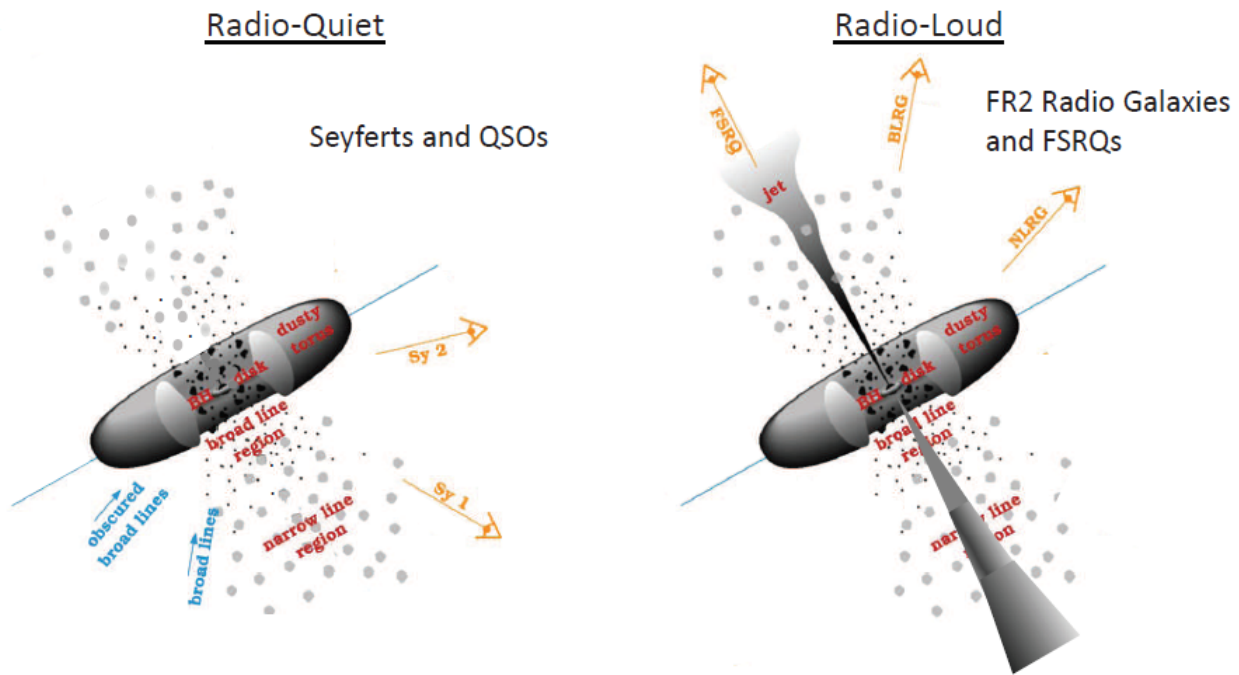 Radio-Quiet
Seyferts and QSOs
BH
disk
dusty
torus
broad line
region
Sy 2
Sy 1
narrow line
region
obscured
broad lines
broad lines
Radio-Loud
FR2 Radio Galaxies
and FSRQs
FSRQ
BLRG
NLRG
jet
BH
disk
dusty
torus
broad line
region